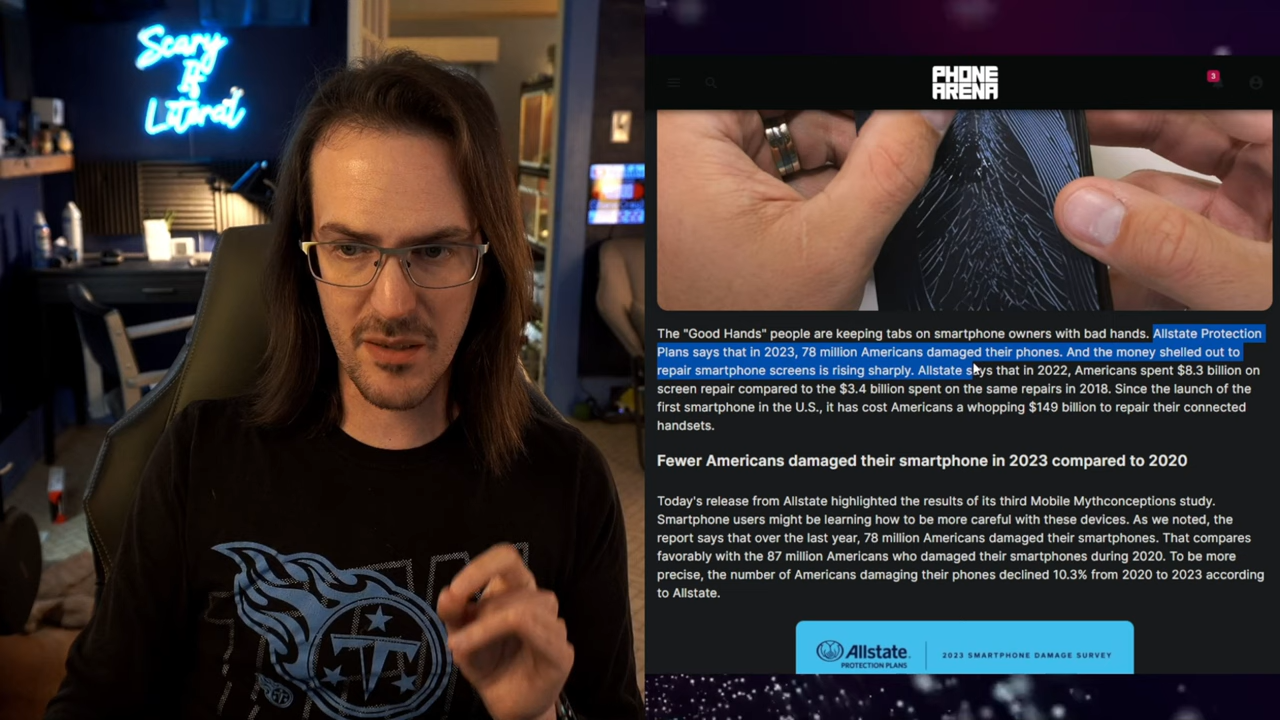 Scary
If
Literal
T
PHONE
ARENA
3
The "Good Hands" people are keeping tabs on smartphone owners with bad hands. Allstate Protection
Plans says that in 2023, 78 million Americans damaged their phones. And the money shelled out to
repair smartphone screens is rising sharply. Allstate says that in 2022, Americans spent $8.3 billion on
screen repair compared to the $3.4 billion spent on the same repairs in 2018. Since the launch of the
first smartphone in the U.S., it has cost Americans a whopping $149 billion to repair their connected
handsets.
Fewer Americans damaged their smartphone in 2023 compared to 2020
Today's release from Allstate highlighted the results of its third Mobile Mythconceptions study.
Smartphone users might be learning how to be more careful with these devices. As we noted, the
report says that over the last year, 78 million Americans damaged their smartphones. That compares
favorably with the 87 million Americans who damaged their smartphones during 2020. To be more
precise, the number of Americans damaging their phones declined 10.3% from 2020 to 2023 according
to Allstate.
Allstate.
PROTECTION PLANS
2023 SMARTPHONE DAMAGE SURVEY